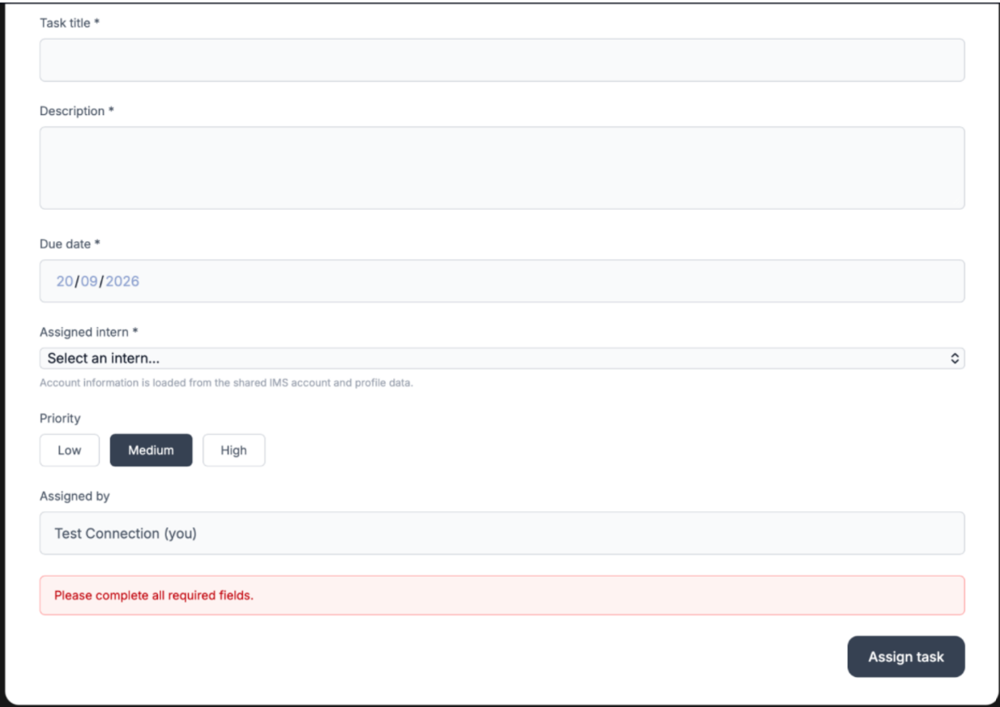 Task title *
Description *
Due date *
20/09/2026
Assigned intern *
Select an intern...
Account information is loaded from the shared IMS account and profile data.
Priority
Low Medium High
Assigned by
Test Connection (you)
Please complete all required fields.
Assign task